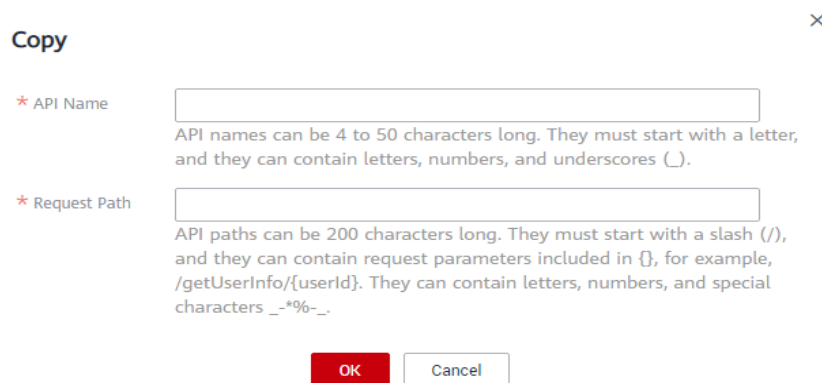 ×
Copy
* API Name
API names can be 4 to 50 characters long. They must start with a letter,
and they can contain letters, numbers, and underscores (_).
* Request Path
API paths can be 200 characters long. They must start with a slash (/),
and they can contain request parameters included in {}, for example,
/getUserInfo/{userId}. They can contain letters, numbers, and special
characters _-*%-_.
OK Cancel